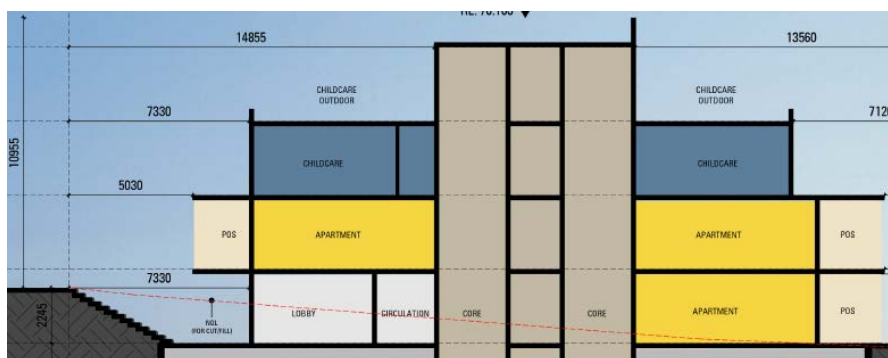 14855
13560
CHILDCARE
OUTDOOR
CHILDCARE
OUTDOOR
7330
10955
CHILDCARE
CHILDCARE
5030
POS
APARTMENT
APARTMENT
POS
7330
2245
NGL
(FOR CUT/FILL)
LOBBY
CIRCULATION
CORE
CORE
APARTMENT
POS